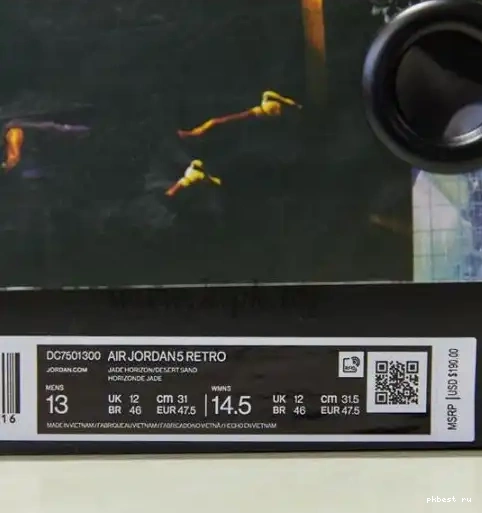 DC7501300 AIR JORDAN 5 RETRO
JORDAN.COM
JADE HORIZON/DESERT SAND
HORIZON DE JADE
MENS
13
UK 12 cm 31
BR 46 EUR 47.5
WMNS
14.5
UK 12 cm 31.5
BR 46 EUR 47.5
MADE IN VIETNAM/FABRIQUE AU VIETNAM/FABRICADO NO VIETNÃ/HECHO EN VIETNAM
16
MSRP USD $190.00
phbest ru